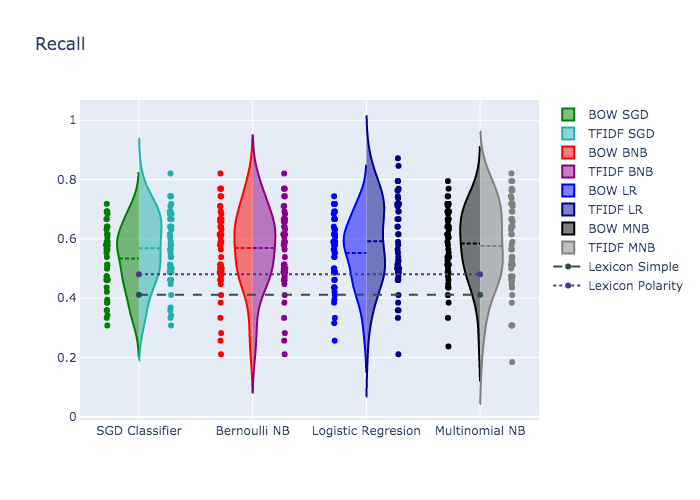 Recall
1
0.8
0.6
0.4
0.2
0
SGD Classifier
Bernoulli NB
Logistic Regresion
Multinomial NB
BOW SGD
TFIDF SGD
BOW BNB
TFIDF BNB
BOW LR
TFIDF LR
BOW MNB
TFIDF MNB
Lexicon Simple
Lexicon Polarity